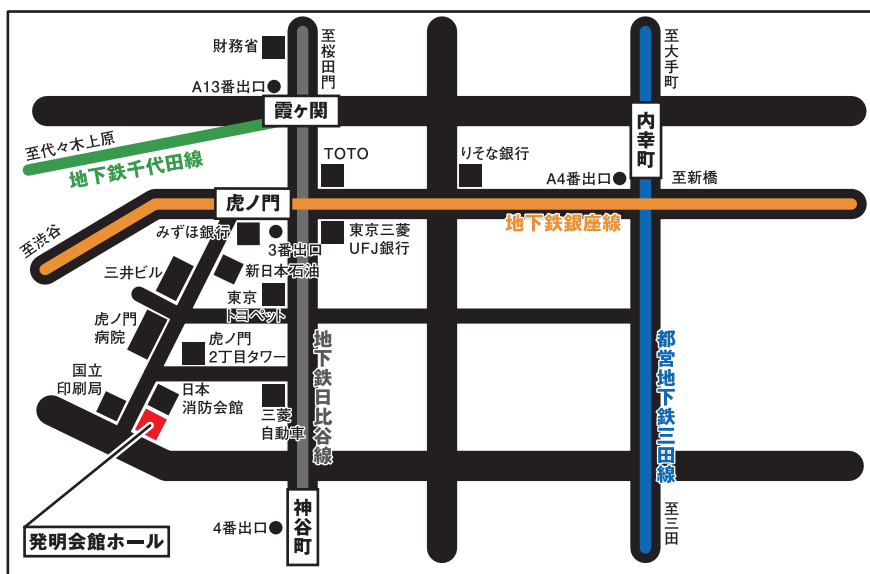 財務省
至桜田門
至大手町
A13番出口
霞ヶ関
内幸町
至代々木上原
地下鉄千代田線
TOTO
りそな銀行
A4番出口
至新橋
虎ノ門
地下鉄銀座線
至渋谷
みずほ銀行
3番出口
東京三菱
UFJ銀行
三井ビル
新日本石油
東京
トヨペット
虎ノ門
病院
虎ノ門
2丁目タワー
地下鉄日比谷線
都営地下鉄三田線
国立
印刷局
日本
消防会館
三菱
自動車
神谷町
4番出口
至三田
発明会館ホール